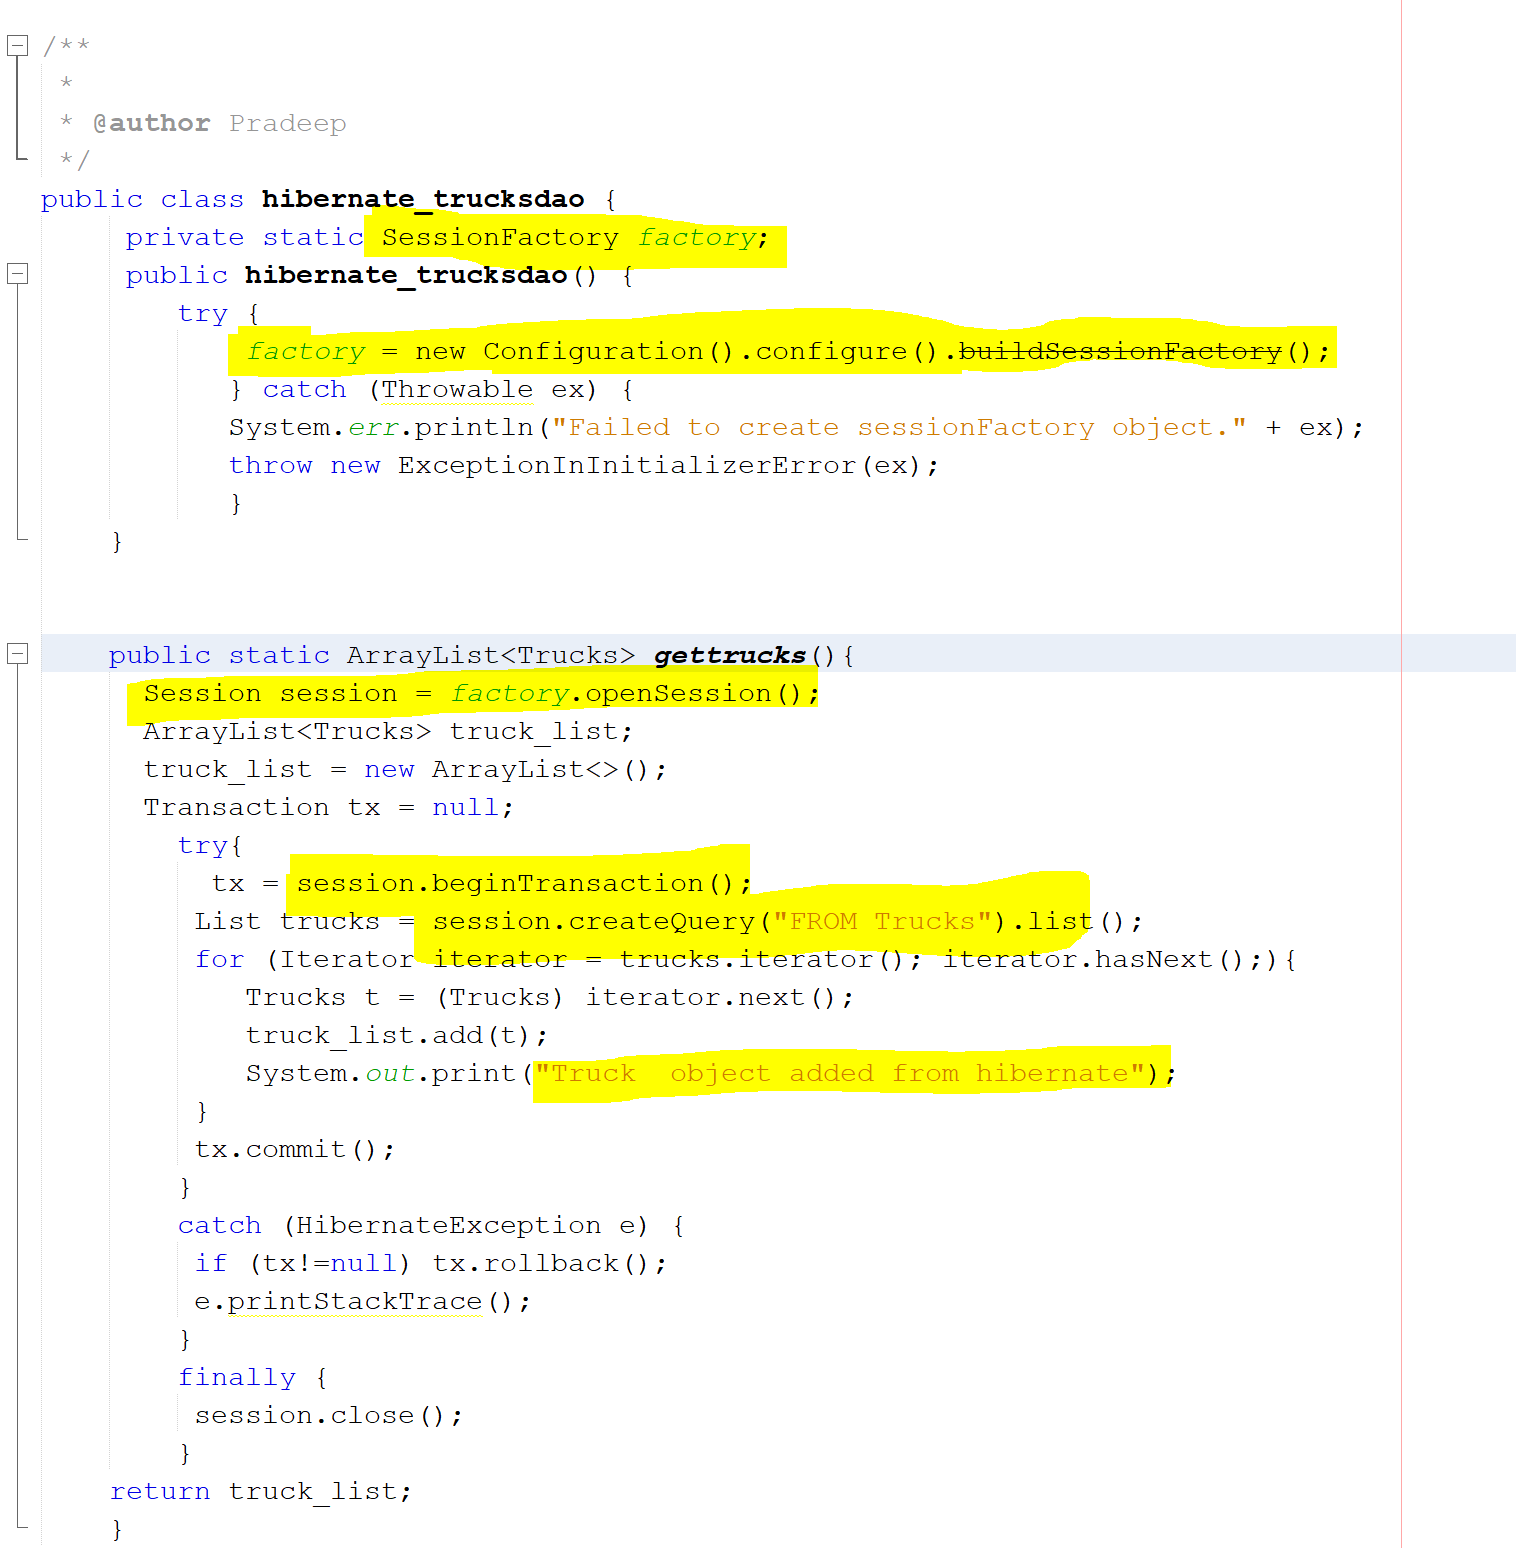 /**
 *
 * @author Pradeep
 */
public class hibernate_trucksdao {
     private static SessionFactory factory;
     public hibernate_trucksdao() {
        try {
            factory = new Configuration().configure().buildSessionFactory();
           } catch (Throwable ex) {
           System.err.println("Failed to create sessionFactory object." + ex);
           throw new ExceptionInInitializerError(ex);
           }
    }
    public static ArrayList<Trucks> gettrucks(){
      Session session = factory.openSession();
      ArrayList<Trucks> truck_list;
      truck_list = new ArrayList<>();
      Transaction tx = null;
        try{
          tx = session.beginTransaction();
         List trucks = session.createQuery("FROM Trucks").list();
         for (Iterator iterator = trucks.iterator(); iterator.hasNext();){
            Trucks t = (Trucks) iterator.next();
            truck_list.add(t);
            System.out.print("Truck  object added from hibernate");
         }
         tx.commit();
        }
        catch (HibernateException e) {
         if (tx!=null) tx.rollback();
         e.printStackTrace();
        }
        finally {
         session.close();
        }
    return truck_list;
    }